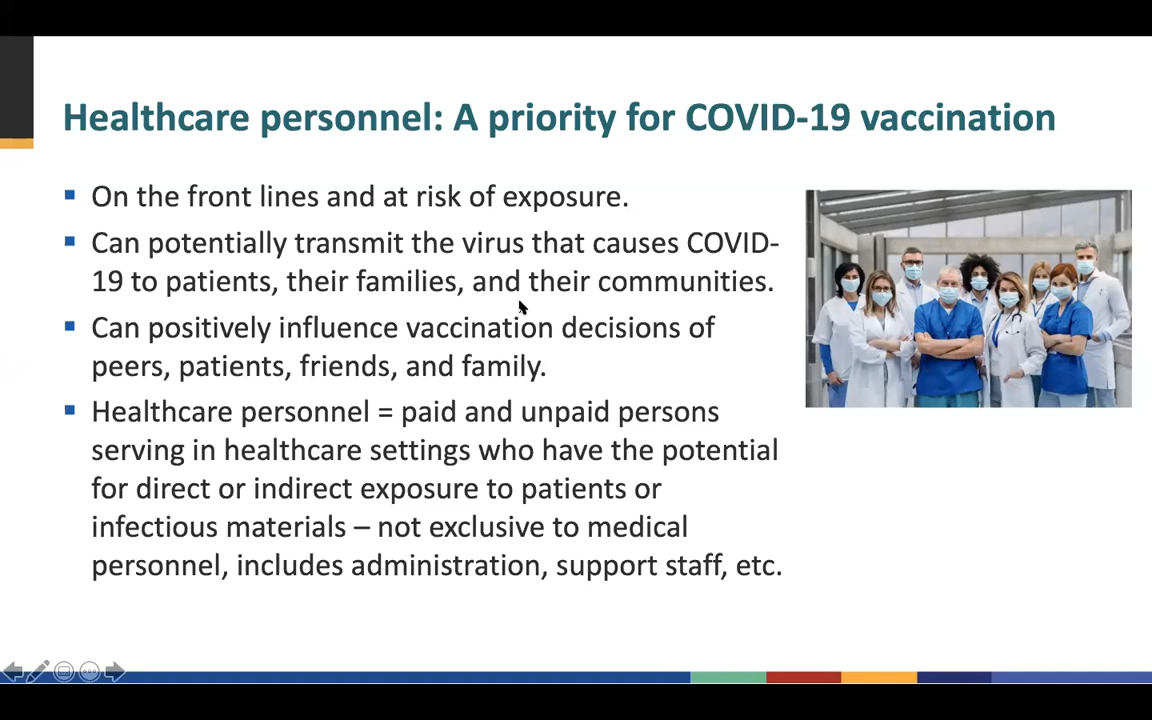 Healthcare personnel: A priority for COVID-19 vaccination
▪ On the front lines and at risk of exposure.
▪ Can potentially transmit the virus that causes COVID-
19 to patients, their families, and their communities.
▪ Can positively influence vaccination decisions of
peers, patients, friends, and family.
▪ Healthcare personnel = paid and unpaid persons
serving in healthcare settings who have the potential
for direct or indirect exposure to patients or
infectious materials – not exclusive to medical
personnel, includes administration, support staff, etc.